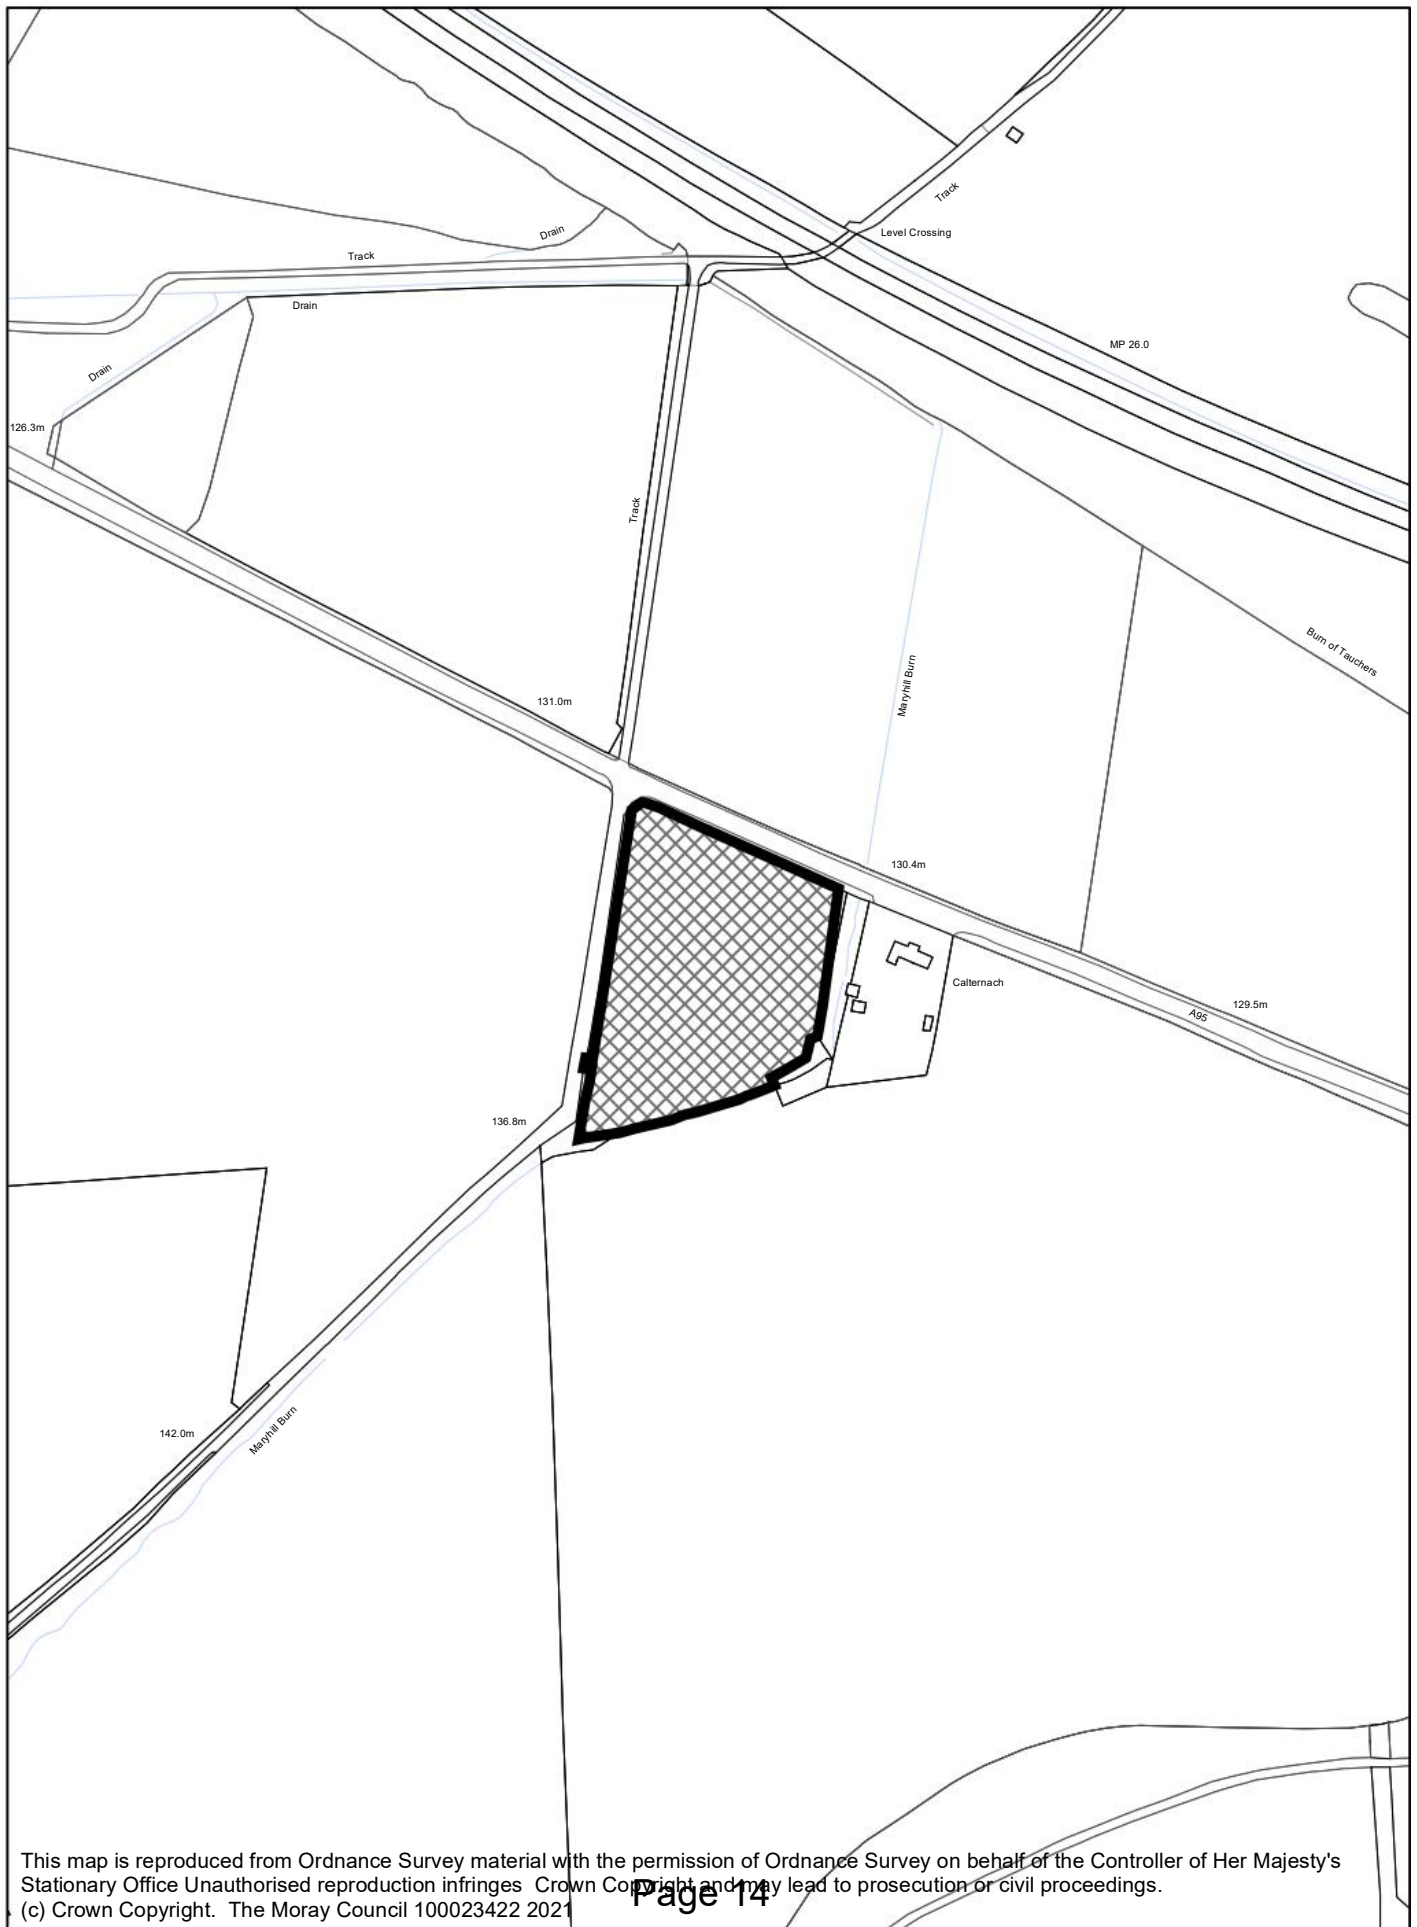 Track
Level Crossing
Drain
Track
Drain
MP 26.0
Drain
126.3m
Track
Burn of Tauchers
Maryhill Burn
131.0m
130.4m
Calternach
129.5m
A95
136.8m
142.0m
Maryhill Burn
This map is reproduced from Ordnance Survey material with the permission of Ordnance Survey on behalf of the Controller of Her Majesty's
Stationary Office Unauthorised reproduction infringes Crown Copyright and may lead to prosecution or civil proceedings.
Page 14
(c) Crown Copyright. The Moray Council 100023422 2021